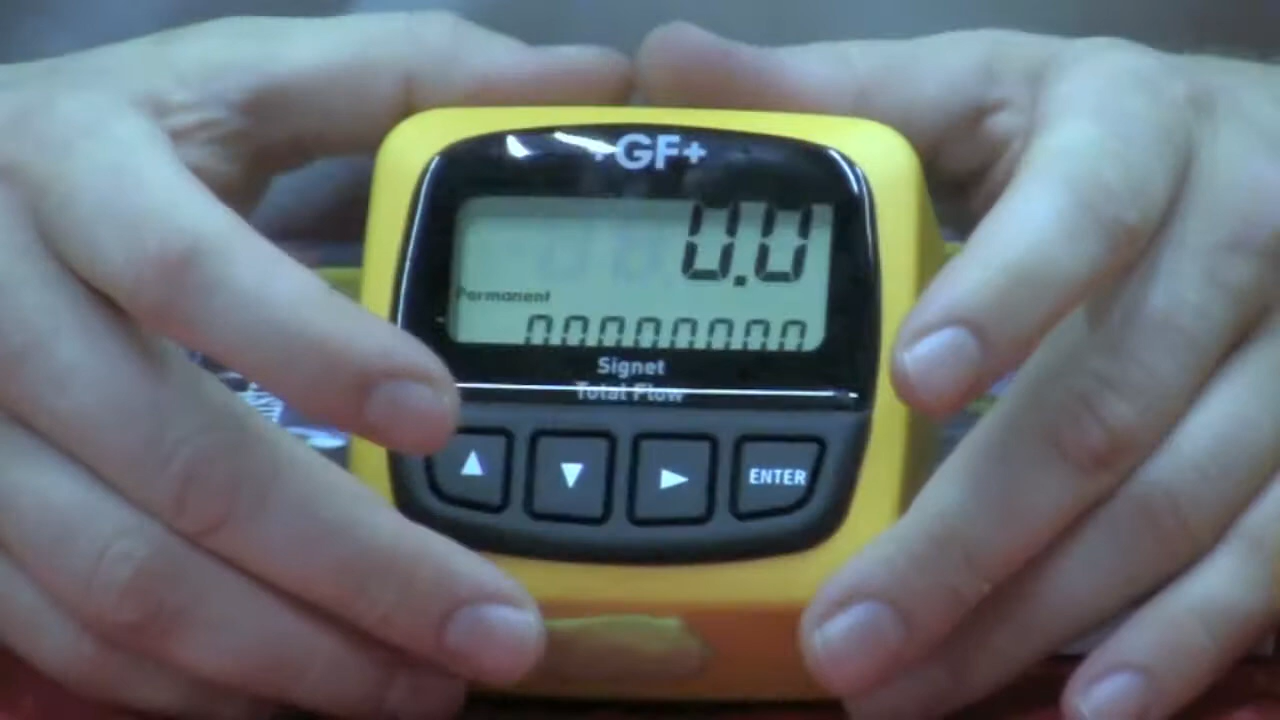 +GF+
0.0
Permanent
00000000
Signet
Total Flow
ENTER